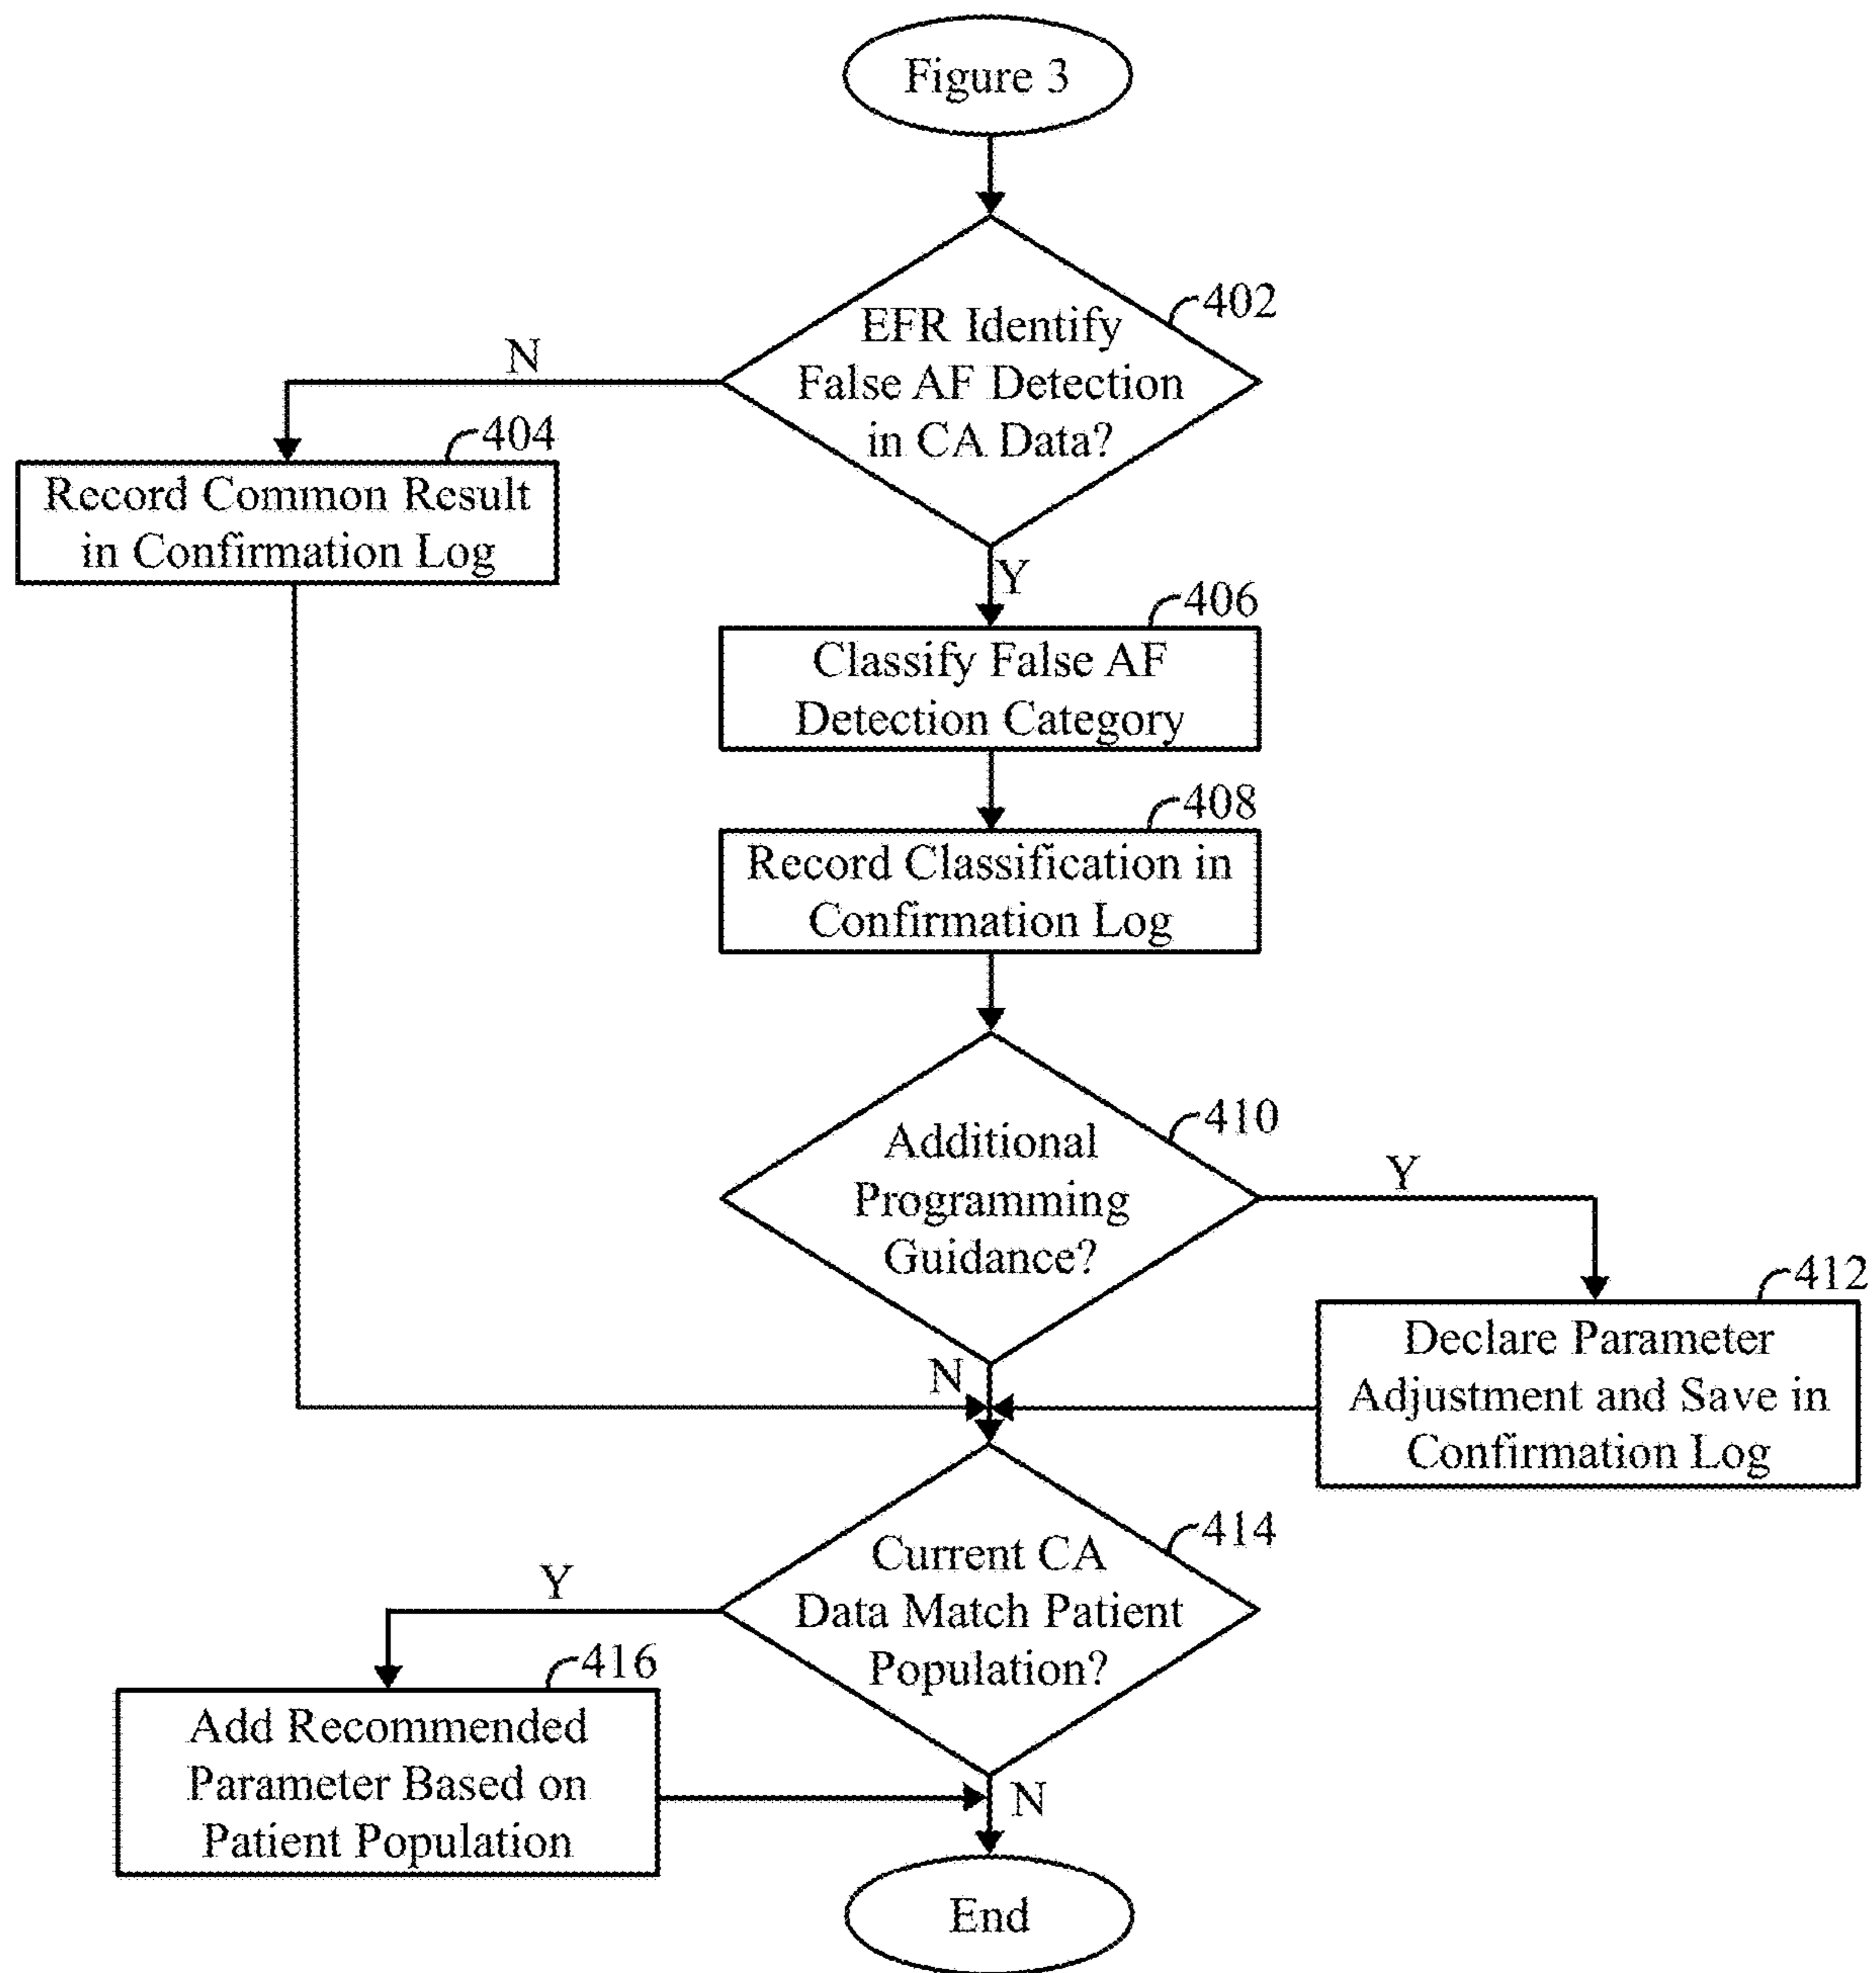 Figure 3
402
EFR Identify
False AF Detection
in CA Data?
N
404
Record Common Result
in Confirmation Log
Y
406
Classify False AF
Detection Category
408
Record Classification in
Confirmation Log
410
Additional
Programming
Guidance?
Y
412
Declare Parameter
Adjustment and Save in
Confirmation Log
N
414
Current CA
Data Match Patient
Population?
Y
416
Add Recommended
Parameter Based on
Patient Population
N
End